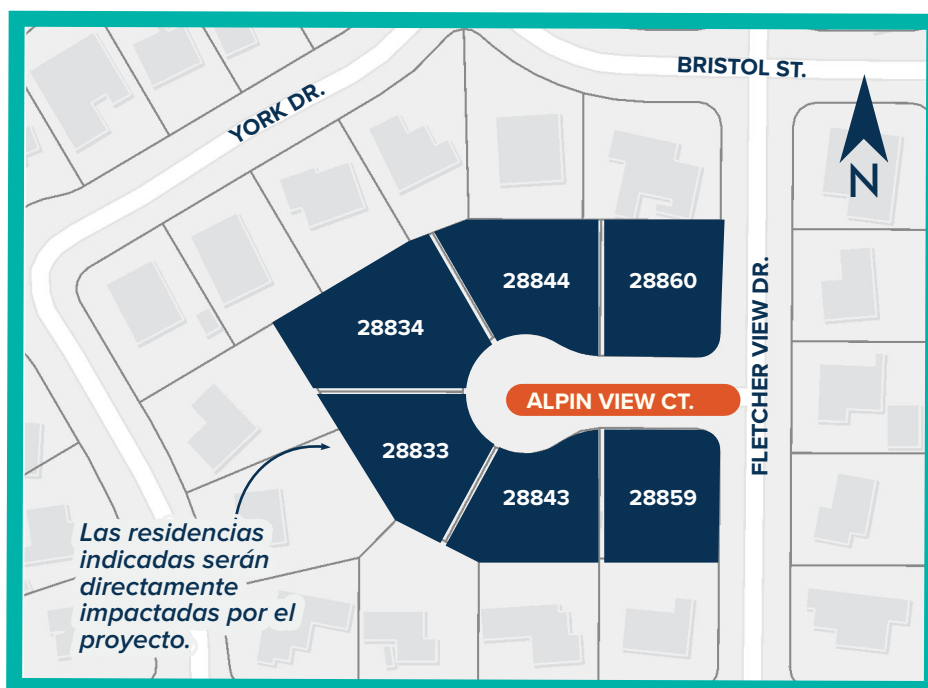 BRISTOL ST.
YORK DR.
N
28844
28860
28834
FLETCHER VIEW DR.
ALPIN VIEW CT.
28833
28843
28859
Las residencias
indicadas serán
directamente
impactadas por el
proyecto.